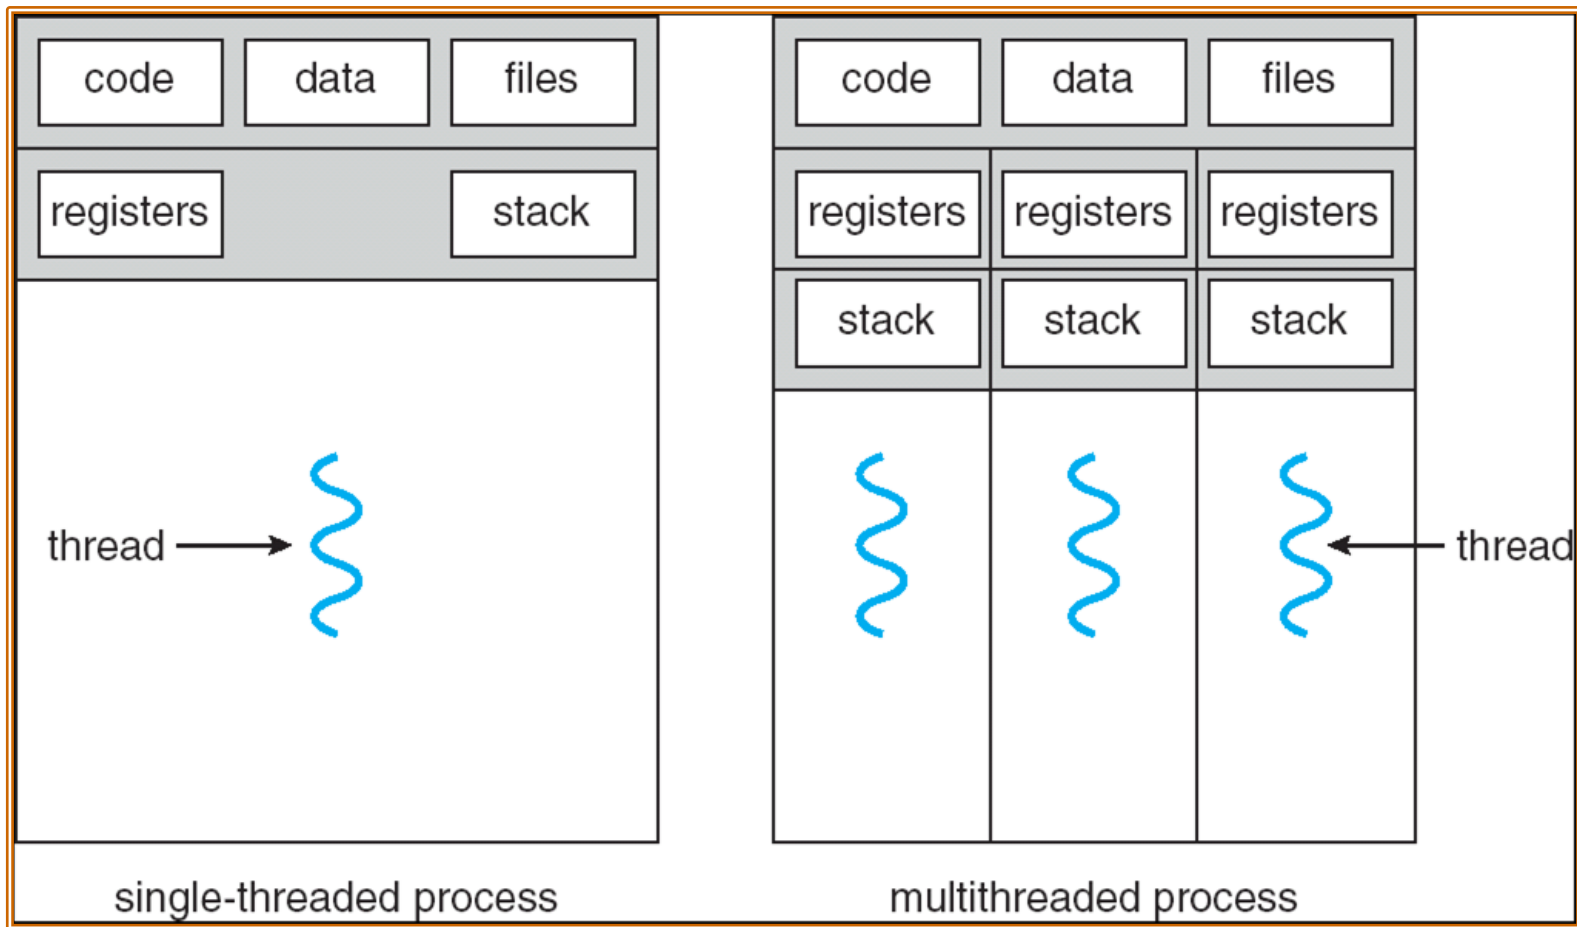 code data files code data files
registers stack registers registers registers
stack stack stack
thread thread
single-threaded process multithreaded process